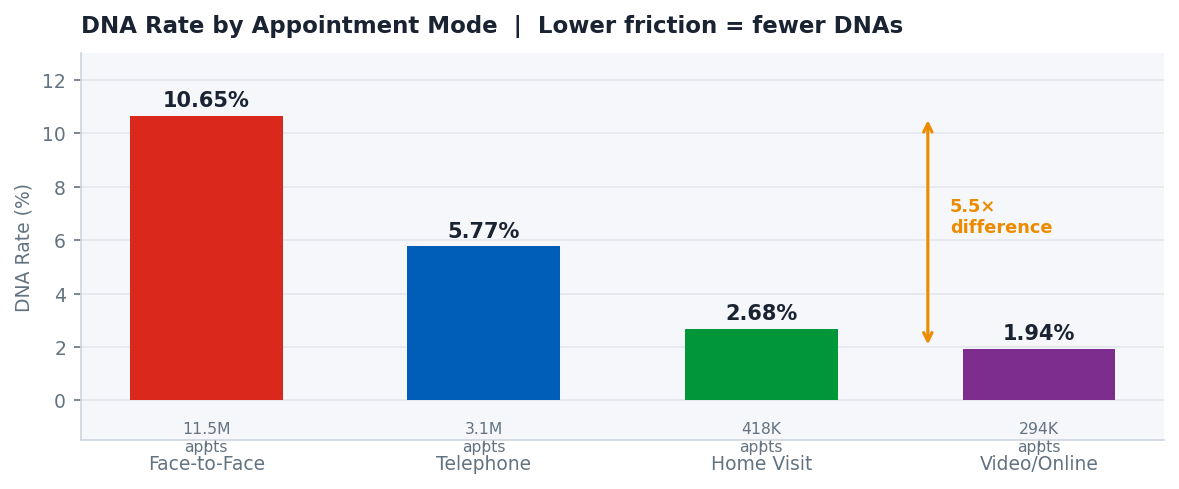 DNA Rate by Appointment Mode | Lower friction = fewer DNAs
DNA Rate (%)
12
10
8
6
4
2
0
10.65%
5.77%
2.68%
1.94%
5.5×
difference
11.5M
appts
3.1M
appts
418K
appts
294K
appts
Face-to-Face
Telephone
Home Visit
Video/Online